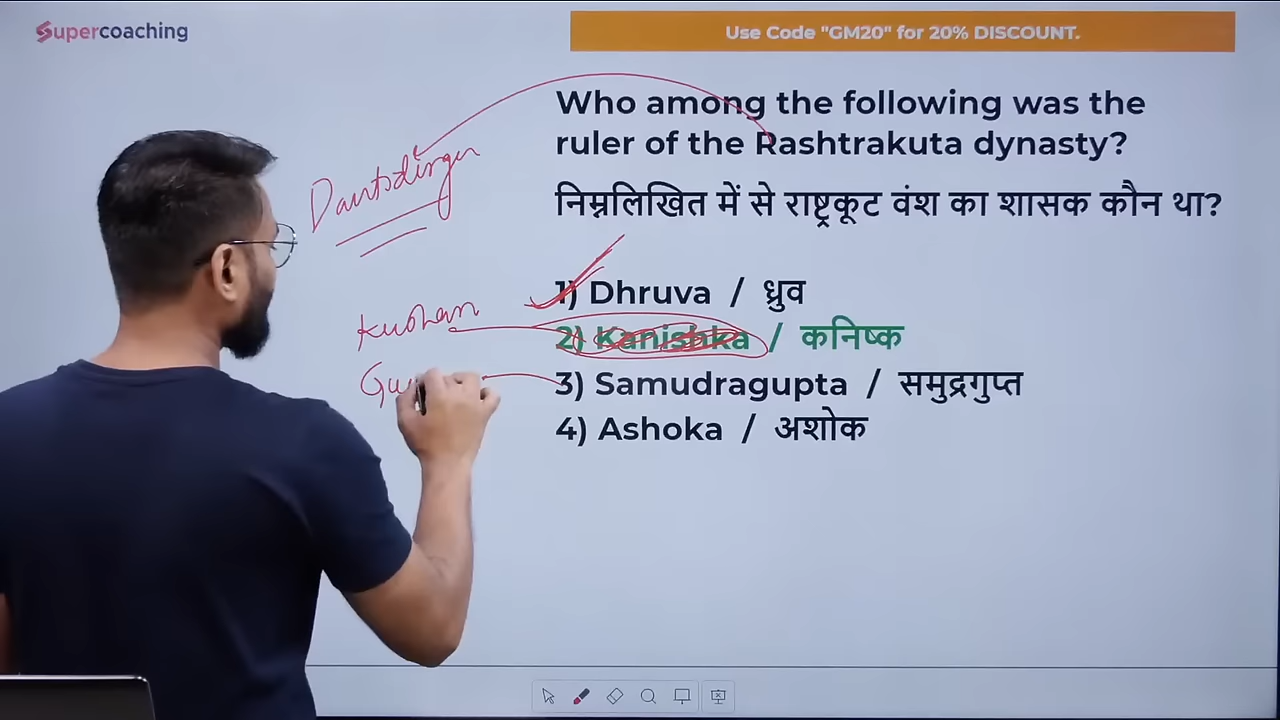 Supercoaching
Use Code "GM20" for 20% DISCOUNT.
Who among the following was the
ruler of the Rashtrakuta dynasty?
निम्नलिखित में से राष्ट्रकूट वंश का शासक कौन था?
1) Dhruva / ध्रुव
2) Kanishka / कनिष्क
3) Samudragupta / समुद्रगुप्त
4) Ashoka / अशोक
Kushan
Gu